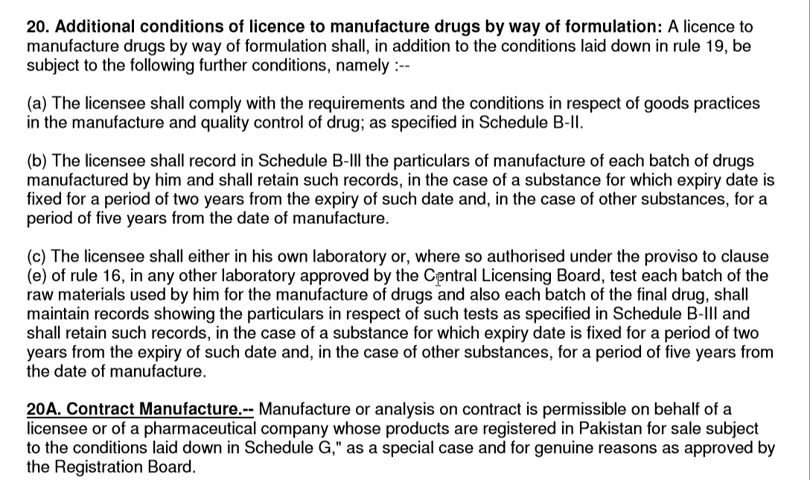 20. Additional conditions of licence to manufacture drugs by way of formulation: A licence to
manufacture drugs by way of formulation shall, in addition to the conditions laid down in rule 19, be
subject to the following further conditions, namely :--
(a) The licensee shall comply with the requirements and the conditions in respect of goods practices
in the manufacture and quality control of drug; as specified in Schedule B-II.
(b) The licensee shall record in Schedule B-III the particulars of manufacture of each batch of drugs
manufactured by him and shall retain such records, in the case of a substance for which expiry date is
fixed for a period of two years from the expiry of such date and, in the case of other substances, for a
period of five years from the date of manufacture.
(c) The licensee shall either in his own laboratory or, where so authorised under the proviso to clause
(e) of rule 16, in any other laboratory approved by the Central Licensing Board, test each batch of the
raw materials used by him for the manufacture of drugs and also each batch of the final drug, shall
maintain records showing the particulars in respect of such tests as specified in Schedule B-III and
shall retain such records, in the case of a substance for which expiry date is fixed for a period of two
years from the expiry of such date and, in the case of other substances, for a period of five years from
the date of manufacture.
20A. Contract Manufacture.-- Manufacture or analysis on contract is permissible on behalf of a
licensee or of a pharmaceutical company whose products are registered in Pakistan for sale subject
to the conditions laid down in Schedule G," as a special case and for genuine reasons as approved by
the Registration Board.